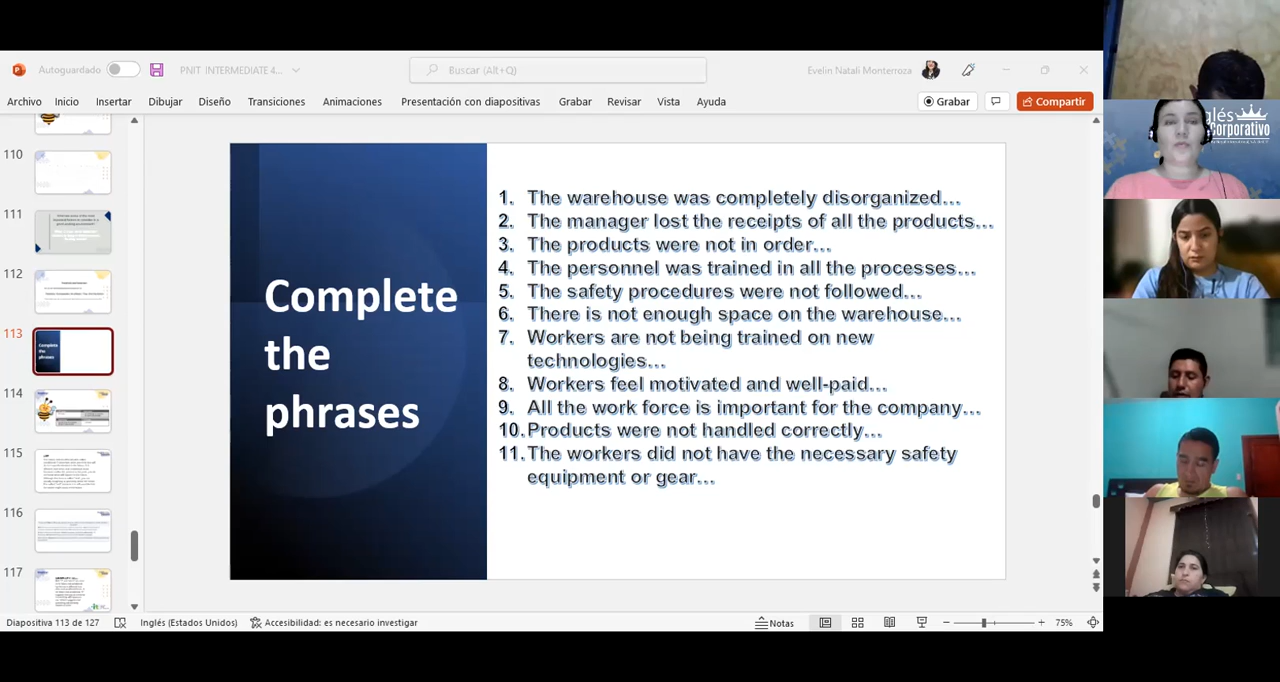 Autoguardado
PNIT INTERMEDIATE 4...
Buscar (Alt+Q)
Evelin Natali Monterroza
Archivo Inicio Insertar Dibujar Diseño Transiciones Animaciones Presentación con diapositivas Grabar Revisar Vista Ayuda
Grabar
Compartir
110
111
112
113
114
115
116
117
Complete
the
phrases
1. The warehouse was completely disorganized...
2. The manager lost the receipts of all the products...
3. The products were not in order...
4. The personnel was trained in all the processes...
5. The safety procedures were not followed...
6. There is not enough space on the warehouse...
7. Workers are not being trained on new
technologies...
8. Workers feel motivated and well-paid...
9. All the work force is important for the company...
10. Products were not handled correctly...
11. The workers did not have the necessary safety
equipment or gear...
Diapositiva 113 de 127
Inglés (Estados Unidos)
Accesibilidad: es necesario investigar
Notas
75%
glés
Corporativo